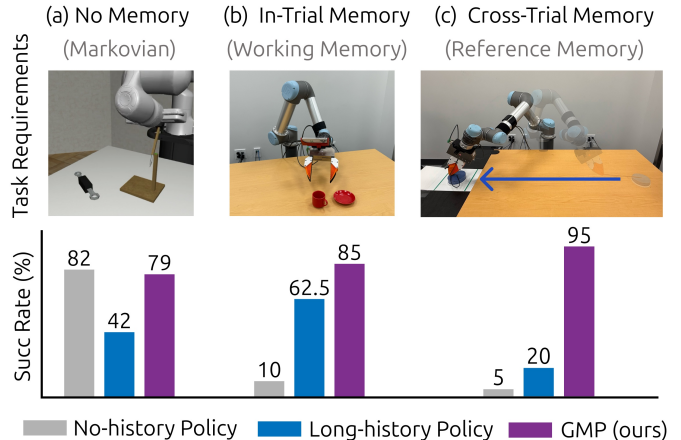 (a) No Memory
(Markovian)
(b) In-Trial Memory
(Working Memory)
(c) Cross-Trial Memory
(Reference Memory)
Task Requirements
Succ Rate (%)
82
42
79
10
62.5
85
5
20
95
No-history Policy
Long-history Policy
GMP (ours)